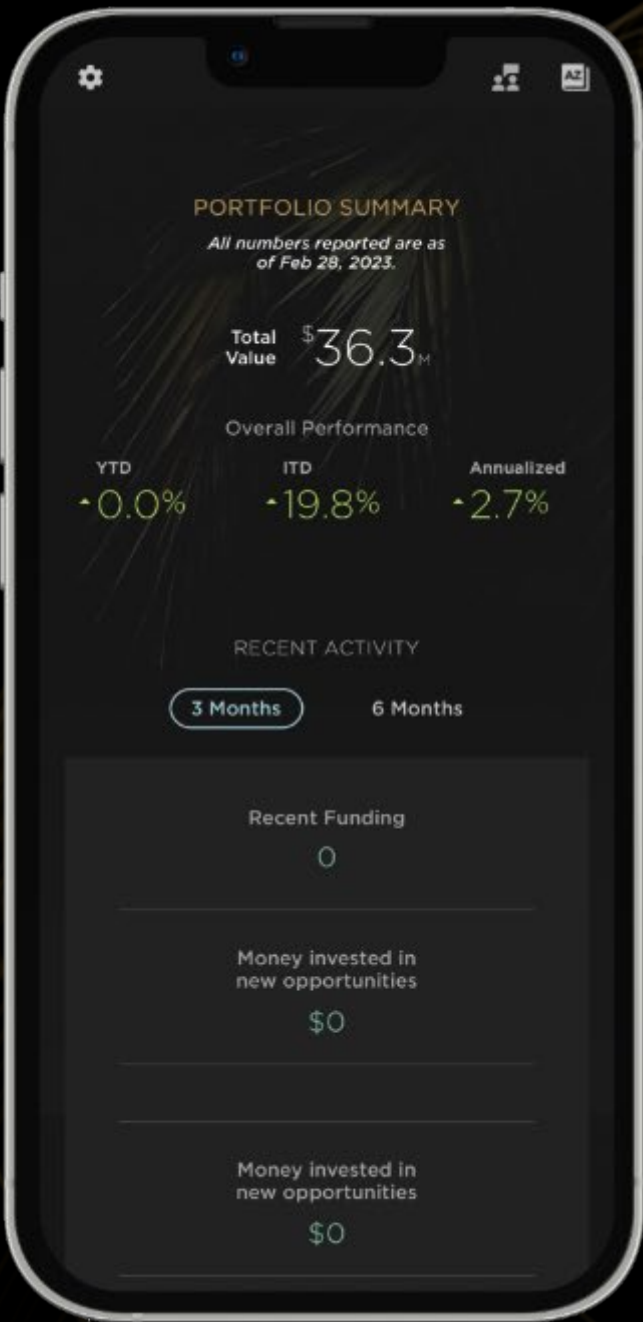 AZ
PORTFOLIO SUMMARY
All numbers reported are as
of Feb 28, 2023.
Total
Value
$36.3M
Overall Performance
YTD
ITD
Annualized
0.0%
19.8%
2.7%
RECENT ACTIVITY
3 Months
6 Months
Recent Funding
0
Money invested in
new opportunities
$0
Money invested in
new opportunities
$0